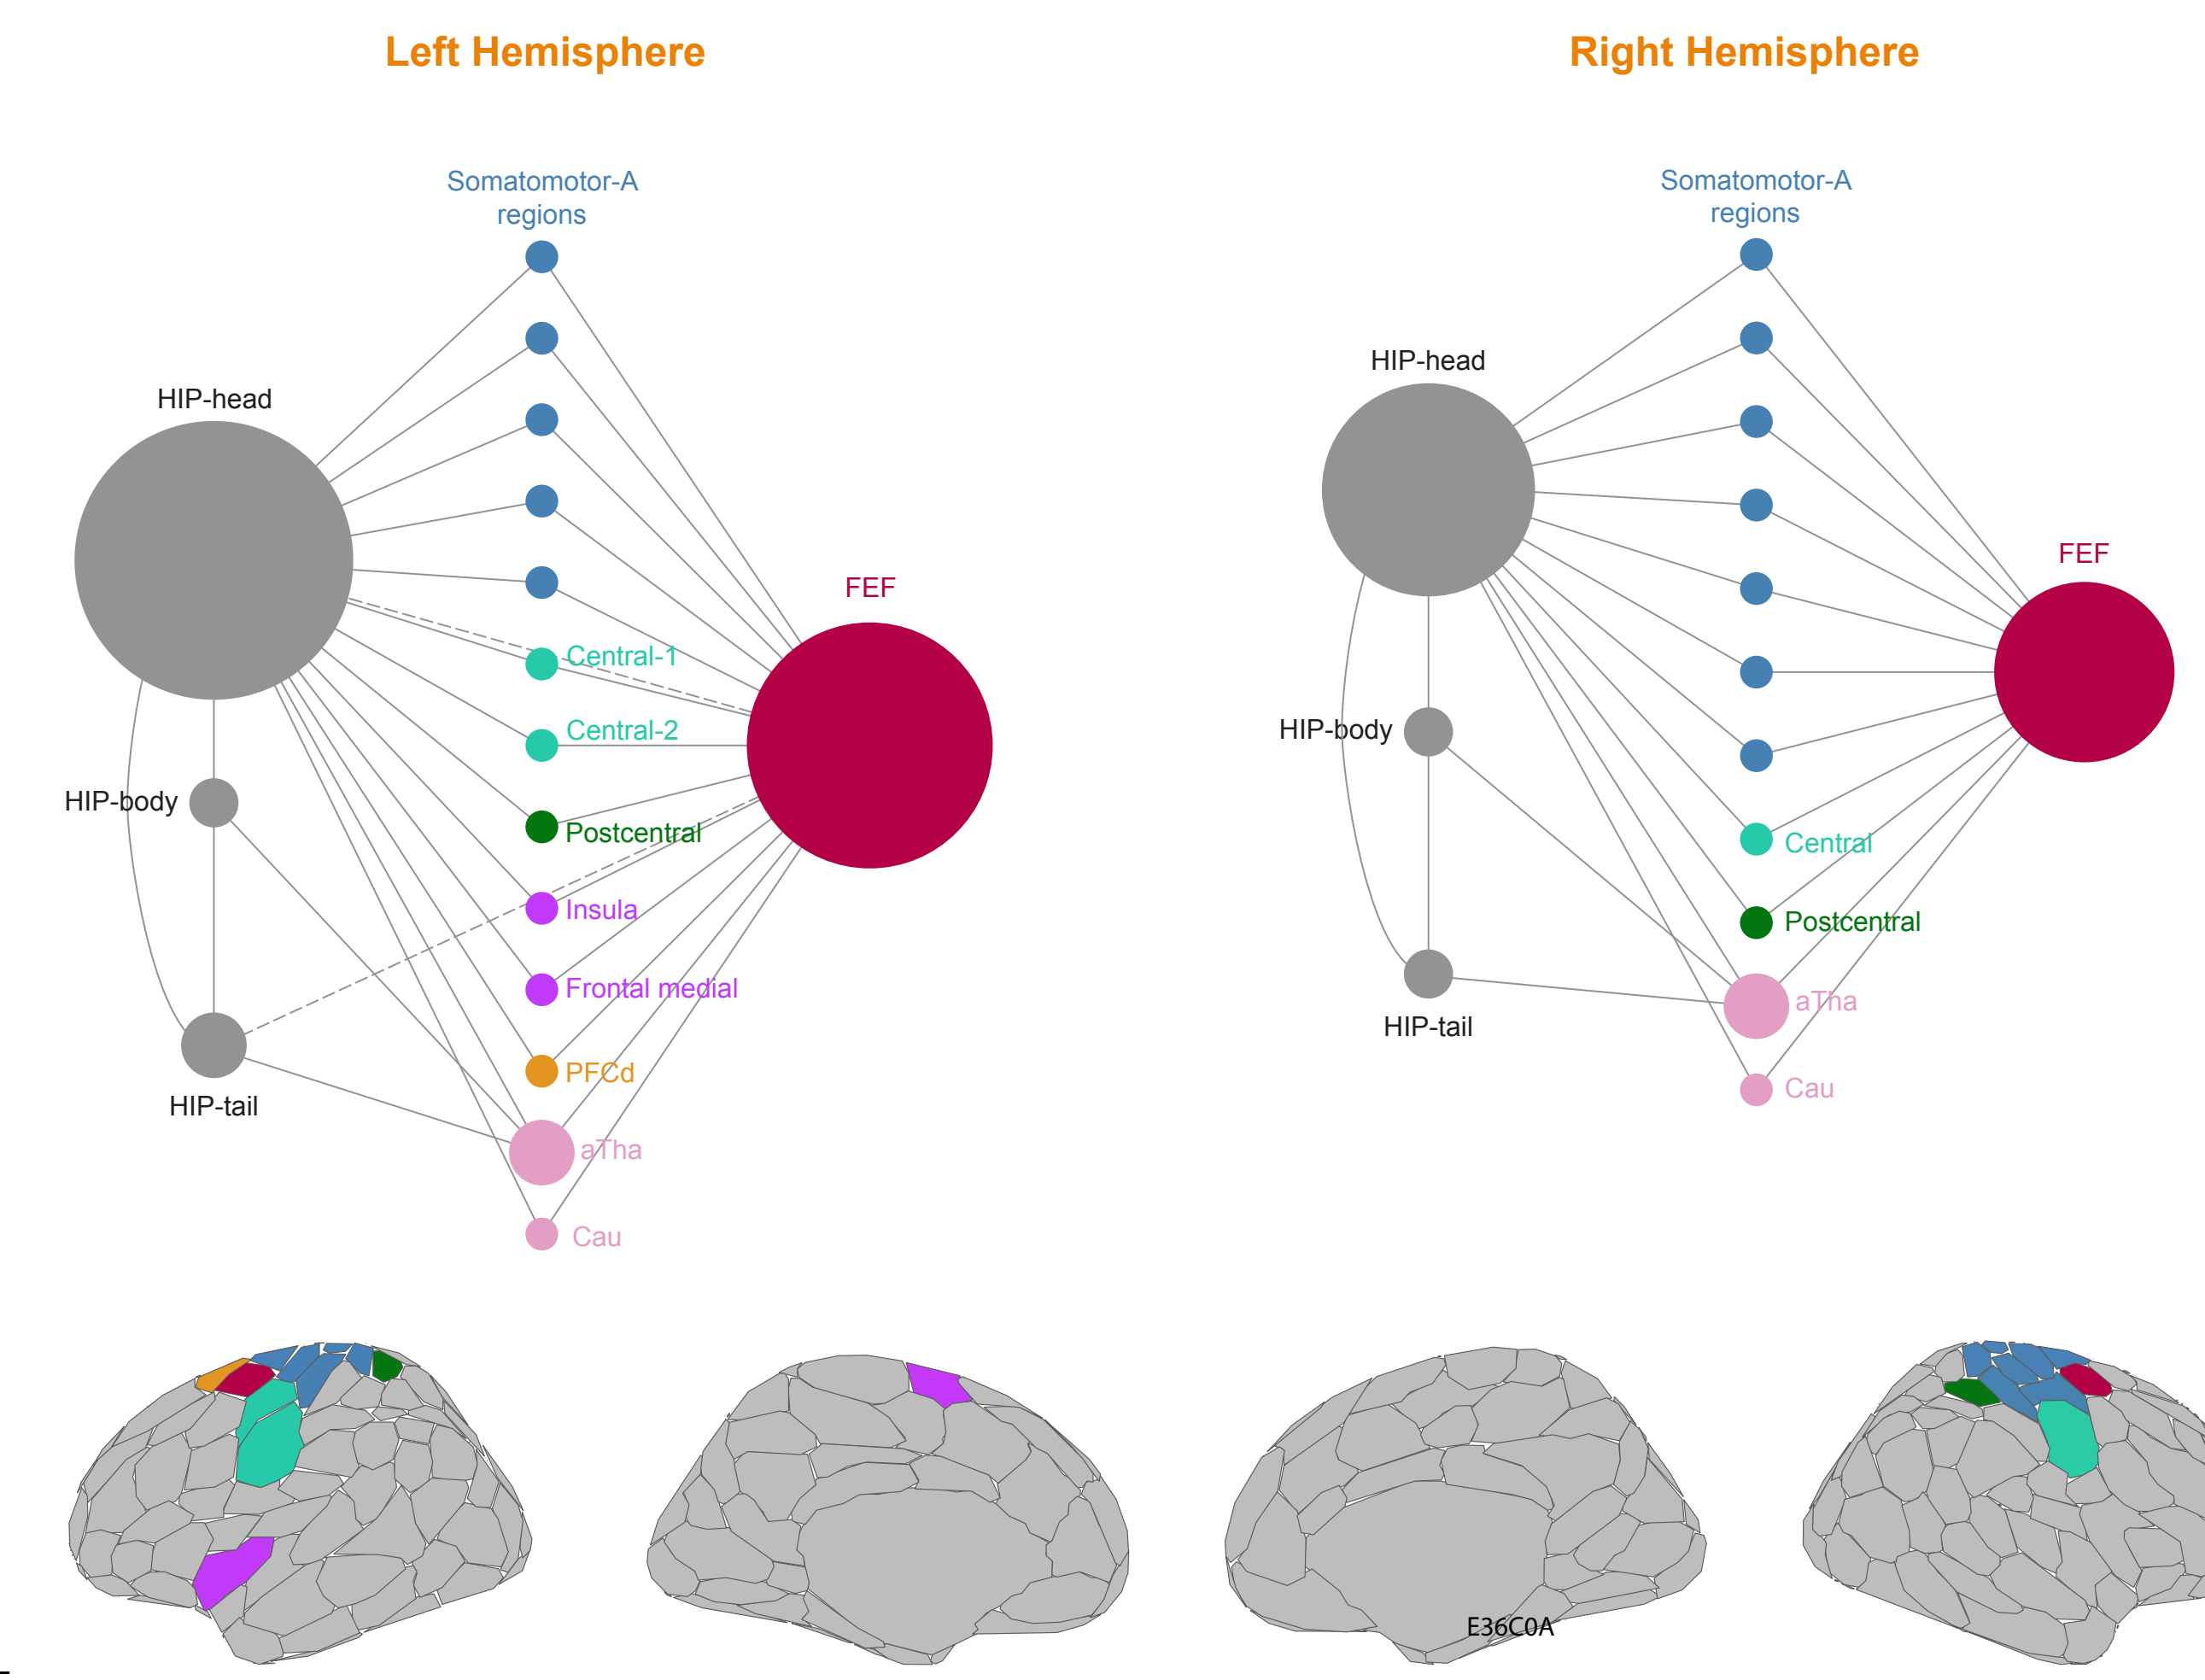 Left Hemisphere
Somatomotor-A
regions
HIP-head
FEF
Central-1
Central-2
HIP-body
Postcentral
Insula
Frontal medial
PFCd
HIP-tail
aTha
Cau
Right Hemisphere
Somatomotor-A
regions
HIP-head
FEF
HIP-body
Central
Postcentral
aTha
HIP-tail
Cau
E36C0A